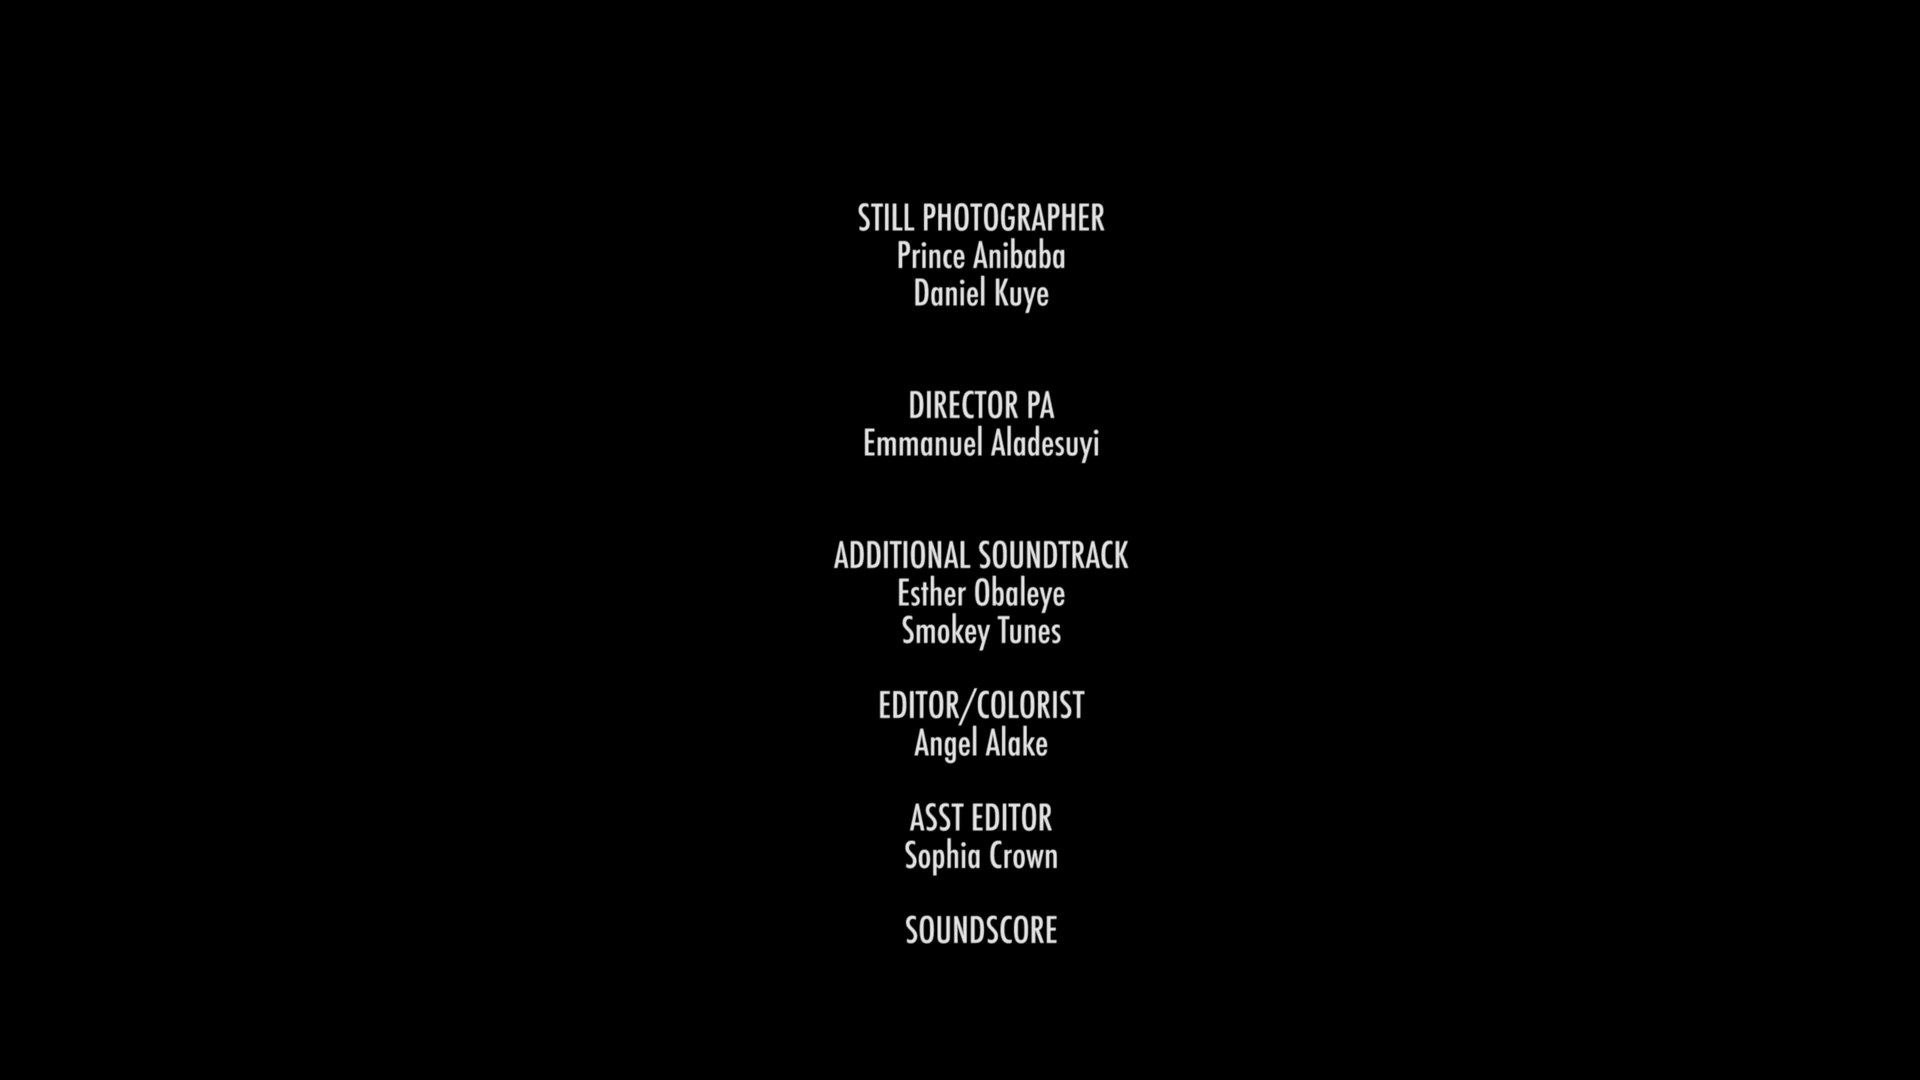 STILL PHOTOGRAPHER
Prince Anibaba
Daniel Kuye
DIRECTOR PA
Emmanuel Aladesuyi
ADDITIONAL SOUNDTRACK
Esther Obaleye
Smokey Tunes
EDITOR/COLORIST
Angel Alake
ASST EDITOR
Sophia Crown
SOUNDSCORE